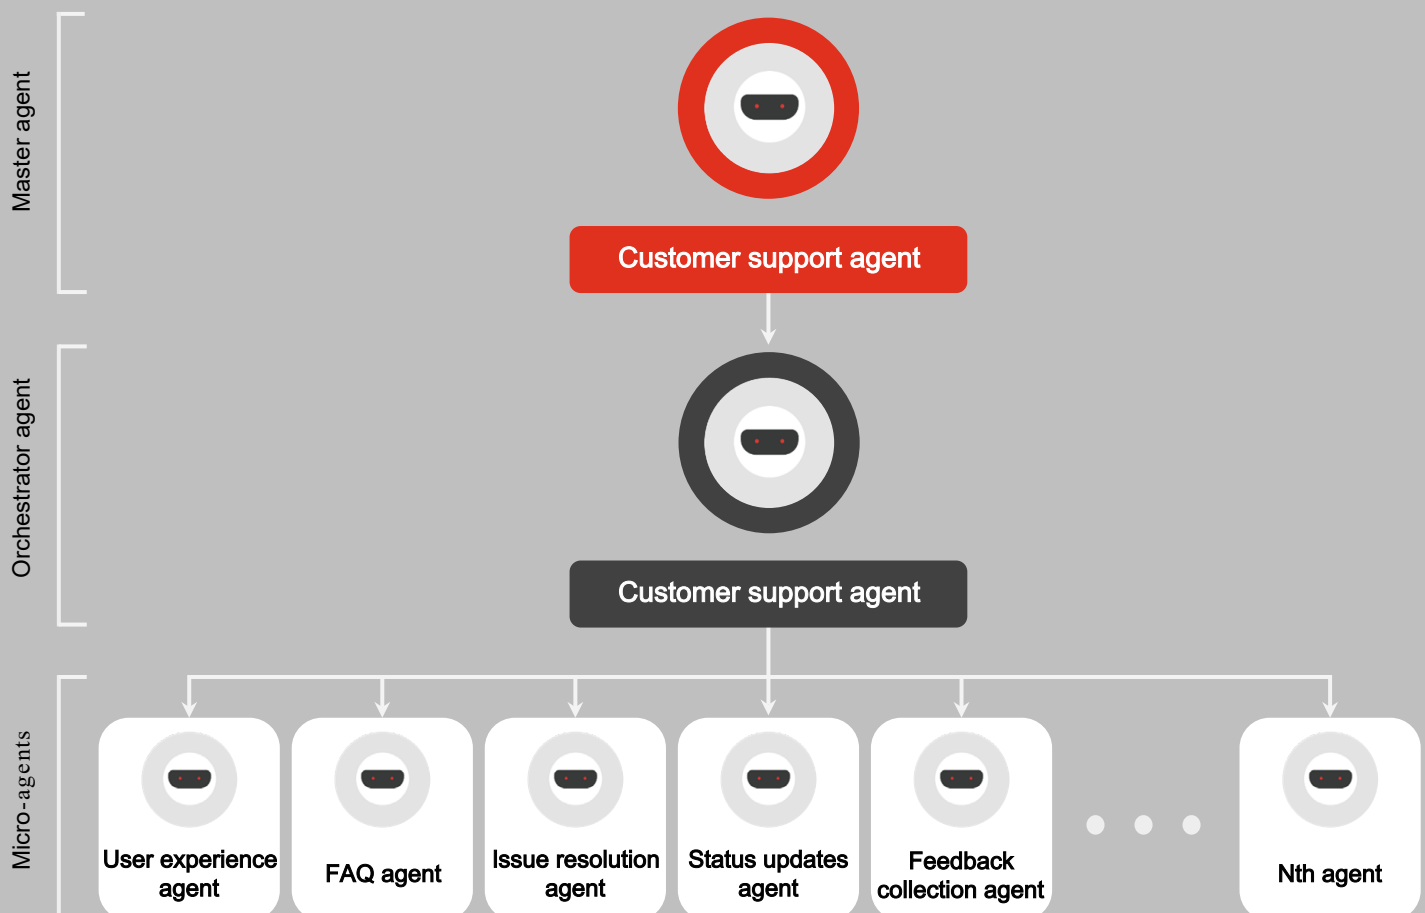 Master agent
Customer support agent
Orchestrator agent
Customer support agent
Micro-agents
User experience
agent
FAQ agent
Issue resolution
agent
Status updates
agent
Feedback
collection agent
Nth agent